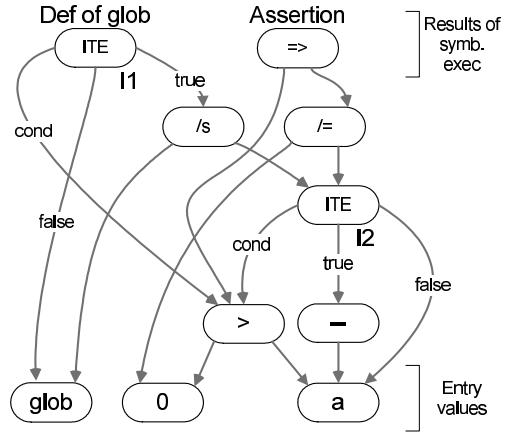 Def of glob
Assertion
ITE
=>
Results of
symb.
exec
I1
true
/s
/=
cond
ITE
I2
false
cond
true
false
>
–
glob
0
a
Entry
values